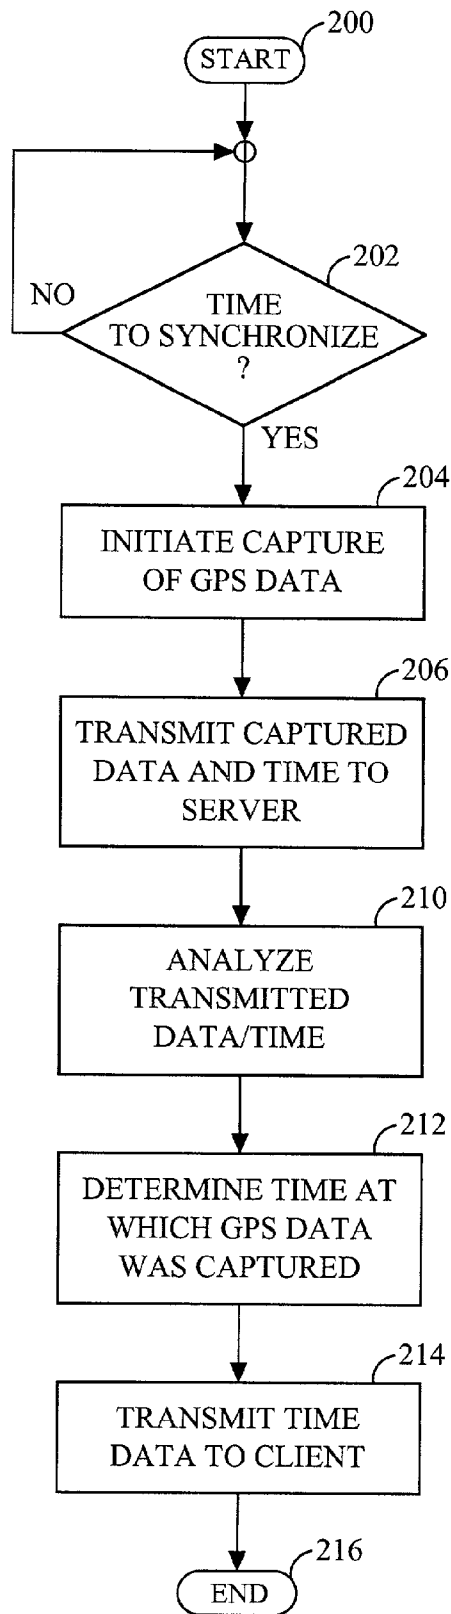 200
START
202
NO
TIME
TO SYNCHRONIZE
?
YES
204
INITIATE CAPTURE
OF GPS DATA
206
TRANSMIT CAPTURED
DATA AND TIME TO
SERVER
210
ANALYZE
TRANSMITTED
DATA/TIME
212
DETERMINE TIME AT
WHICH GPS DATA
WAS CAPTURED
214
TRANSMIT TIME
DATA TO CLIENT
216
END